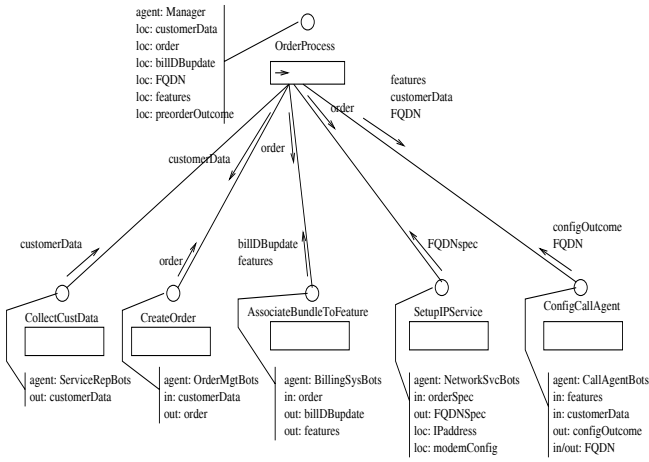 agent: Manager
loc: customerData
loc: order
loc: billDBupdate
loc: FQDN
loc: features
loc: preorderOutcome
OrderProcess
features
customerData
FQDN
order
customerData
order
customerData
order
billDBupdate
features
FQDNspec
configOutcome
FQDN
CollectCustData
CreateOrder
AssociateBundleToFeature
SetupIPService
ConfigCallAgent
agent: ServiceRepBots
out: customerData
agent: OrderMgtBots
in: customerData
out: order
agent: BillingSysBots
in: order
out: billDBupdate
out: features
agent: NetworkSvcBots
in: orderSpec
out: FQDNSpec
loc: IPaddress
loc: modemConfig
agent: CallAgentBots
in: features
in: customerData
out: configOutcome
in/out: FQDN